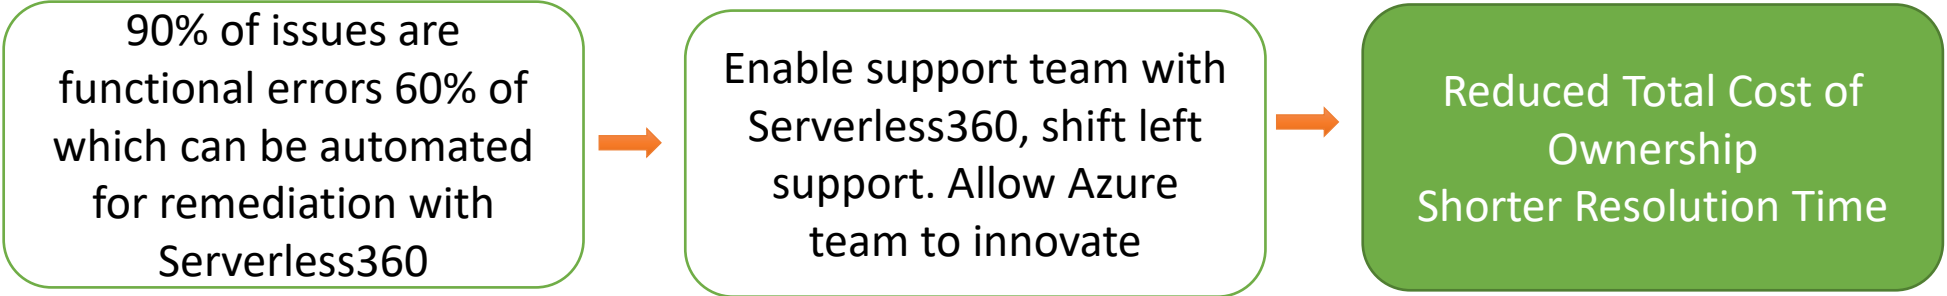 90% of issues are
functional errors 60% of
which can be automated
for remediation with
Serverless360
Enable support team with
Serverless360, shift left
support. Allow Azure
team to innovate
Reduced Total Cost of
Ownership
Shorter Resolution Time